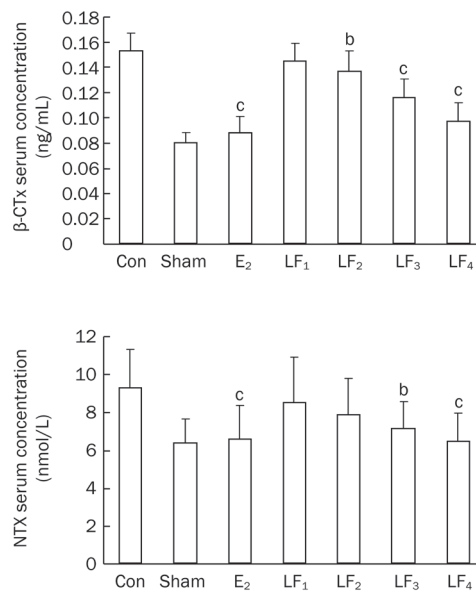 β-CTx serum concentration
(ng/mL)
0.18
0.16
0.14
0.12
0.10
0.08
0.06
0.04
0.02
0
c
b
c
c
Con Sham E₂ LF₁ LF₂ LF₃ LF₄
NTX serum concentration
(nmol/L)
12
10
8
6
4
2
0
c
b
c
Con Sham E₂ LF₁ LF₂ LF₃ LF₄